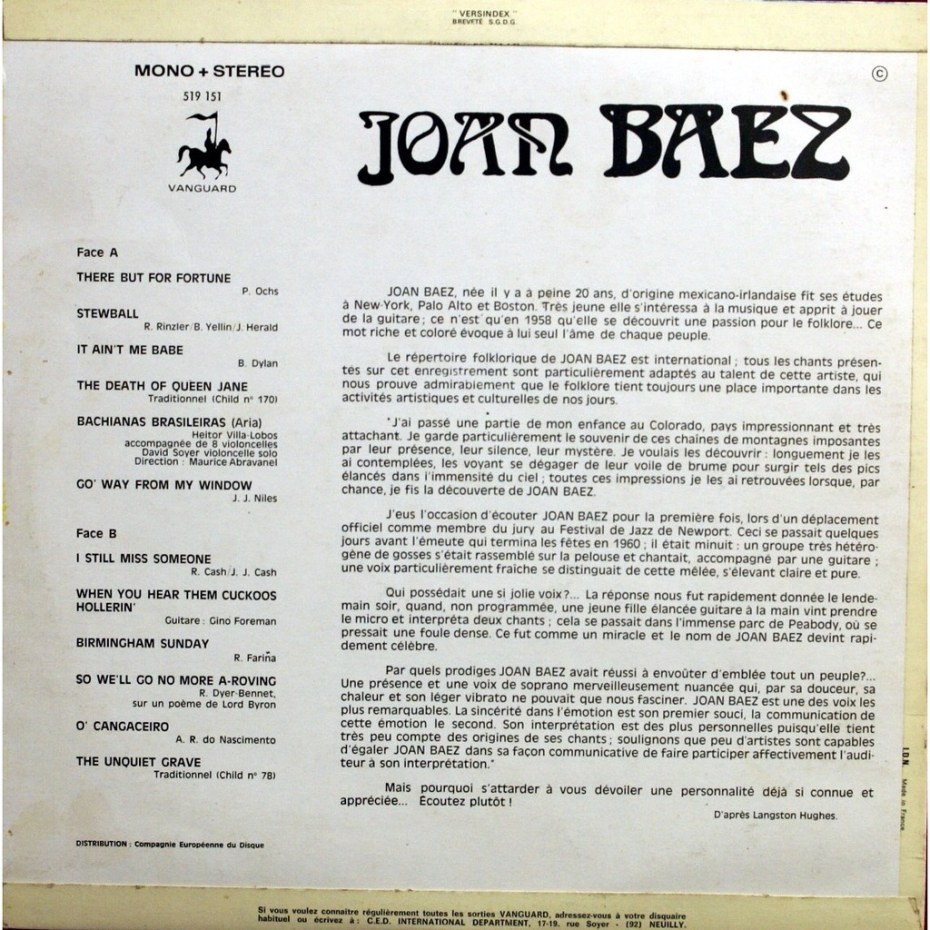 "VERSINDEX"
BREVETÉ S.G.D.G.
MONO + STEREO
©
519 151
VANGUARD
JOAN BAEZ
Face A
THERE BUT FOR FORTUNE
P. Ochs
STEWBALL
R. Rinzler/B. Yellin/J. Herald
IT AIN'T ME BABE
B. Dylan
THE DEATH OF QUEEN JANE
Traditionnel (Child n° 170)
BACHIANAS BRASILEIRAS (Aria)
Heitor Villa-Lobos
accompagnée de 8 violoncelles
David Soyer violoncelle solo
Direction : Maurice Abravanel
GO' WAY FROM MY WINDOW
J. J. Niles
Face B
I STILL MISS SOMEONE
R. Cash/J. J. Cash
WHEN YOU HEAR THEM CUCKOOS
HOLLERIN'
Guitare : Gino Foreman
BIRMINGHAM SUNDAY
R. Fariña
SO WE'LL GO NO MORE A-ROVING
R. Dyer-Bennet,
sur un poème de Lord Byron
O' CANGACEIRO
A. R. do Nascimento
THE UNQUIET GRAVE
Traditionnel (Child n° 78)
DISTRIBUTION : Compagnie Européenne du Disque
JOAN BAEZ, née il y a à peine 20 ans, d'origine mexicano-irlandaise fit ses études
à New-York, Palo Alto et Boston. Très jeune elle s'intéressa à la musique et apprit à jouer
de la guitare ; ce n'est qu'en 1958 qu'elle se découvrit une passion pour le folklore... Ce
mot riche et coloré évoque à lui seul l'âme de chaque peuple.
Le répertoire folklorique de JOAN BAEZ est international ; tous les chants présen-
tés sur cet enregistrement sont particulièrement adaptés au talent de cette artiste, qui
nous prouve admirablement que le folklore tient toujours une place importante dans les
activités artistiques et culturelles de nos jours.
"J'ai passé une partie de mon enfance au Colorado, pays impressionnant et très
attachant. Je garde particulièrement le souvenir de ces chaînes de montagnes imposantes
par leur présence, leur silence, leur mystère. Je voulais les découvrir : longuement je les
ai contemplées, les voyant se dégager de leur voile de brume pour surgir tels des pics
élancés dans l'immensité du ciel ; toutes ces impressions je les ai retrouvées lorsque, par
chance, je fis la découverte de JOAN BAEZ.
J'eus l'occasion d'écouter JOAN BAEZ pour la première fois, lors d'un déplacement
officiel comme membre du jury au Festival de Jazz de Newport. Ceci se passait quelques
jours avant l'émeute qui termina les fêtes en 1960 ; il était minuit : un groupe très hétéro-
gène de gosses s'était rassemblé sur la pelouse et chantait, accompagné par une guitare ;
une voix particulièrement fraîche se distinguait de cette mêlée, s'élevant claire et pure.
Qui possédait une si jolie voix ?... La réponse nous fut rapidement donnée le lende-
main soir, quand, non programmée, une jeune fille élancée guitare à la main vint prendre
le micro et interpréta deux chants ; cela se passait dans l'immense parc de Peabody, où se
pressait une foule dense. Ce fut comme un miracle et le nom de JOAN BAEZ devint rapi-
dement célèbre.
Par quels prodiges JOAN BAEZ avait réussi à envoûter d'emblée tout un peuple ?...
Une présence et une voix de soprano merveilleusement nuancée qui, par sa douceur, sa
chaleur et son léger vibrato ne pouvait que nous fasciner. JOAN BAEZ est une des voix les
plus remarquables. La sincérité dans l'émotion est son premier souci, la communication de
cette émotion le second. Son interprétation est des plus personnelles puisqu'elle tient
très peu compte des origines de ses chants ; soulignons que peu d'artistes sont capables
d'égaler JOAN BAEZ dans sa façon communicative de faire participer affectivement l'audi-
teur à son interprétation."
Mais pourquoi s'attarder à vous dévoiler une personnalité déjà si connue et
appréciée... Écoutez plutôt !
D'après Langston Hughes.
I.D.N. Made in France
Si vous voulez connaître régulièrement toutes les sorties VANGUARD, adressez-vous à votre disquaire
habituel ou écrivez à : C.E.D. INTERNATIONAL DEPARTMENT, 17-19, rue Soyer - (92) NEUILLY.